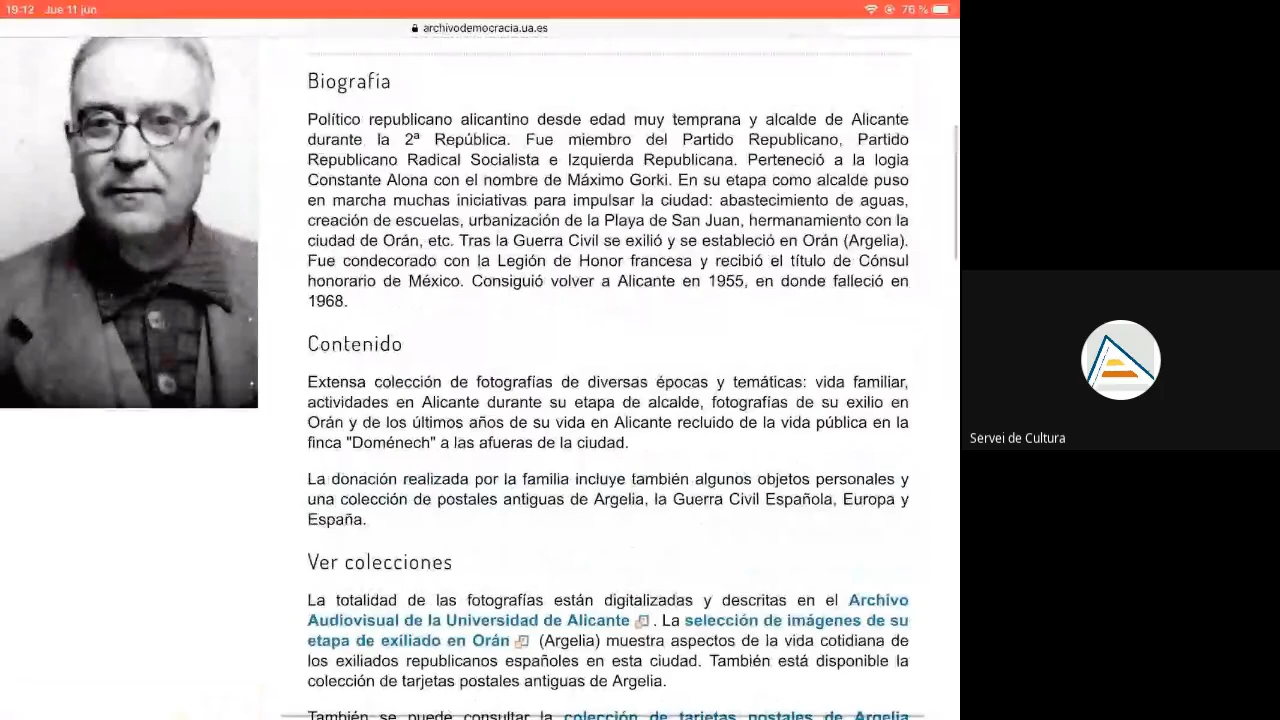 19:12 Jue 11 jun
76 %
archivodemocracia.ua.es
Biografía
Político republicano alicantino desde edad muy temprana y alcalde de Alicante
durante la 2ª República. Fue miembro del Partido Republicano, Partido
Republicano Radical Socialista e Izquierda Republicana. Perteneció a la logia
Constante Alona con el nombre de Máximo Gorki. En su etapa como alcalde puso
en marcha muchas iniciativas para impulsar la ciudad: abastecimiento de aguas,
creación de escuelas, urbanización de la Playa de San Juan, hermanamiento con la
ciudad de Orán, etc. Tras la Guerra Civil se exilió y se estableció en Orán (Argelia).
Fue condecorado con la Legión de Honor francesa y recibió el título de Cónsul
honorario de México. Consiguió volver a Alicante en 1955, en donde falleció en
1968.
Contenido
Extensa colección de fotografías de diversas épocas y temáticas: vida familiar,
actividades en Alicante durante su etapa de alcalde, fotografías de su exilio en
Orán y de los últimos años de su vida en Alicante recluido de la vida pública en la
finca "Doménech" a las afueras de la ciudad.
La donación realizada por la familia incluye también algunos objetos personales y
una colección de postales antiguas de Argelia, la Guerra Civil Española, Europa y
España.
Ver colecciones
La totalidad de las fotografías están digitalizadas y descritas en el Archivo
Audiovisual de la Universidad de Alicante . La selección de imágenes de su
etapa de exiliado en Orán (Argelia) muestra aspectos de la vida cotidiana de
los exiliados republicanos españoles en esta ciudad. También está disponible la
colección de tarjetas postales antiguas de Argelia.
También se puede consultar la colección de tarjetas postales de Argelia
Servei de Cultura